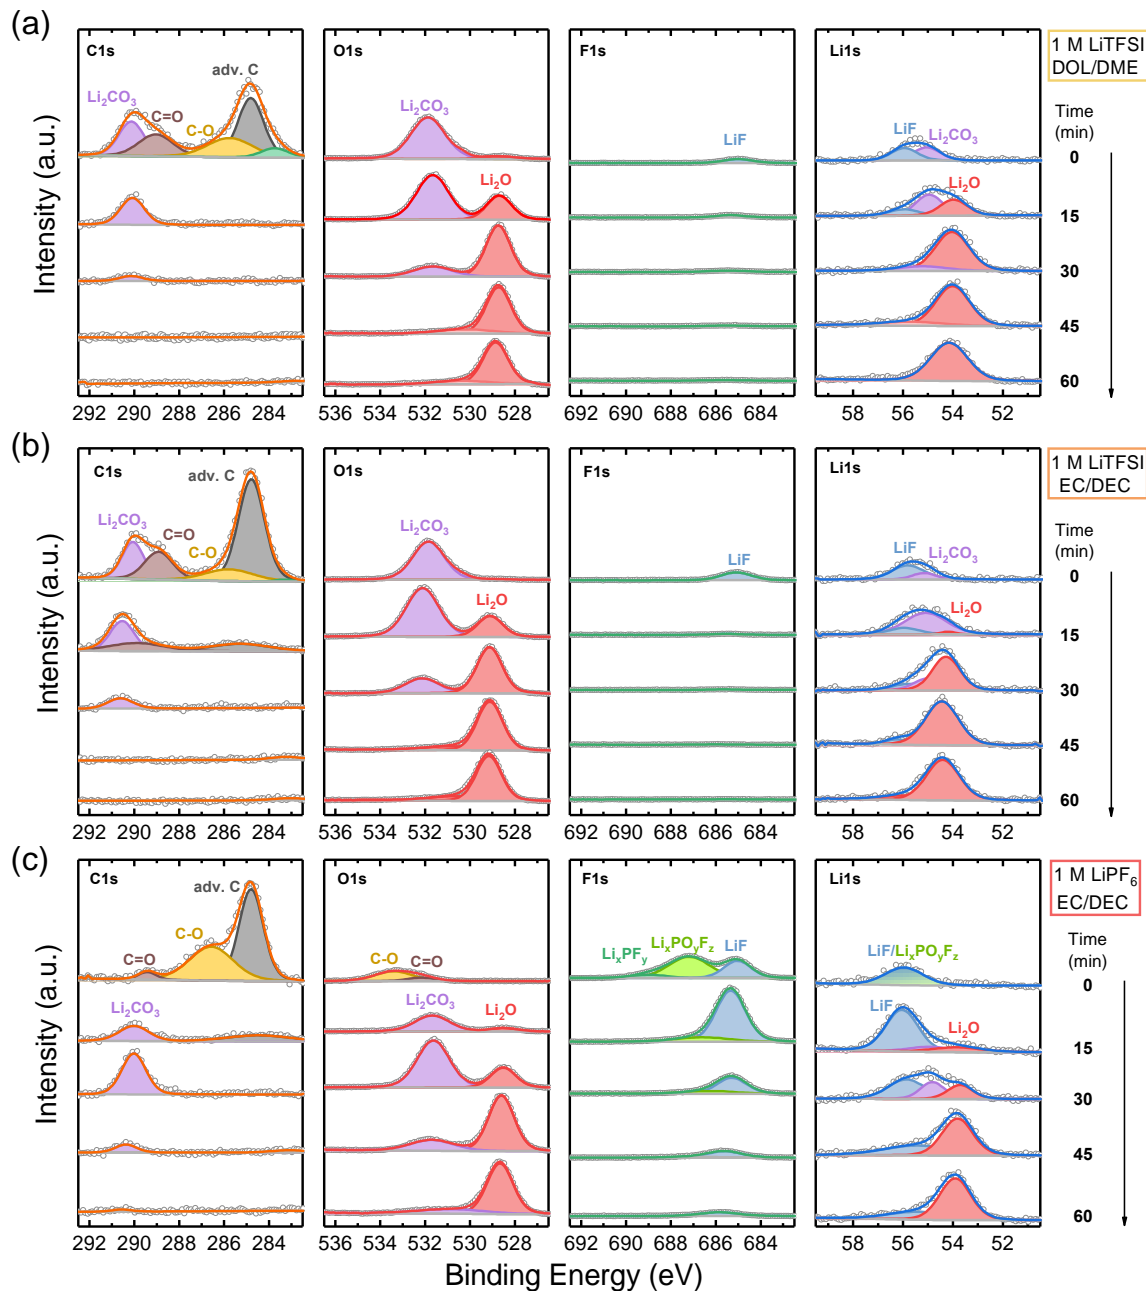 (a)
C1s
O1s
F1s
Li1s
1 M LiTFSI
DOL/DME
adv. C
Li₂CO₃
C=O
C-O
Li₂CO₃
LiF
LiF
Li₂CO₃
Time
(min)
0
Li₂O
Li₂O
15
30
45
60
Intensity (a.u.)
292 290 288 286 284
536 534 532 530 528
692 690 688 686 684
58 56 54 52
(b)
C1s
O1s
F1s
Li1s
1 M LiTFSI
EC/DEC
adv. C
Li₂CO₃
C=O
C-O
Li₂CO₃
LiF
LiF
Li₂CO₃
Time
(min)
0
Li₂O
Li₂O
15
30
45
60
Intensity (a.u.)
292 290 288 286 284
536 534 532 530 528
692 690 688 686 684
58 56 54 52
(c)
C1s
O1s
F1s
Li1s
1 M LiPF₆
EC/DEC
adv. C
C-O
C=O
C-O
C=O
LiₓPF_y
LiₓPO_yF_z
LiF
LiF/LiₓPO_yF_z
Time
(min)
0
Li₂CO₃
Li₂CO₃
Li₂O
LiF
Li₂O
15
30
45
60
Intensity (a.u.)
292 290 288 286 284
536 534 532 530 528
692 690 688 686 684
58 56 54 52
Binding Energy (eV)